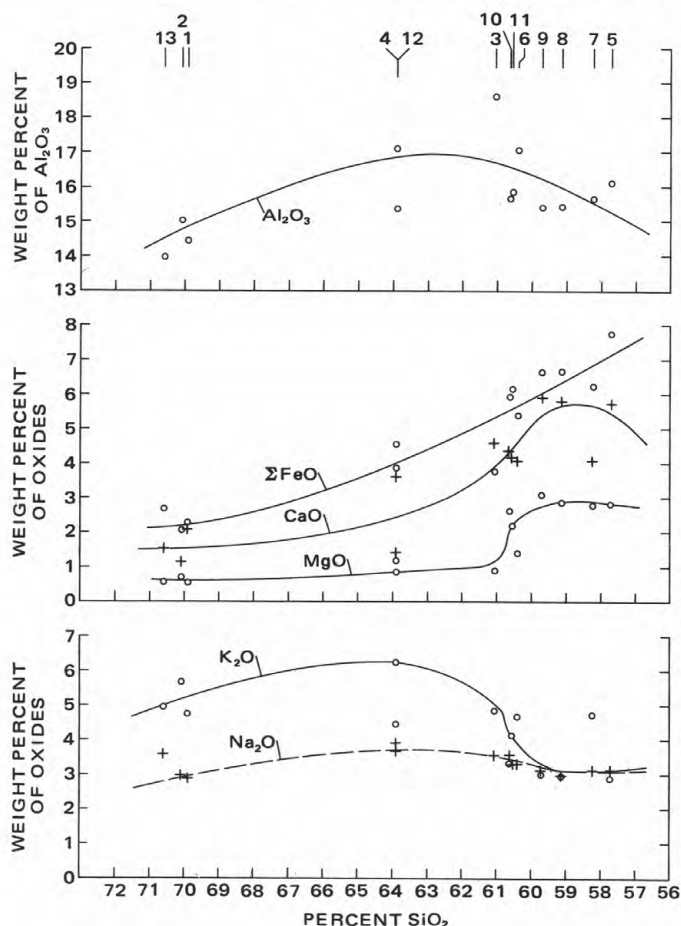 10 11
2
13 1 4 12 3 6 9 8 7 5
20
19
18
17
16
15
14
13
WEIGHT PERCENT
OF Al₂O₃
Al₂O₃
8
7
6
5
4
3
2
1
0
WEIGHT PERCENT
OF OXIDES
ΣFeO
CaO
MgO
7
6
5
4
3
2
1
0
WEIGHT PERCENT
OF OXIDES
K₂O
Na₂O
72 71 70 69 68 67 66 65 64 63 62 61 60 59 58 57 56
PERCENT SiO₂